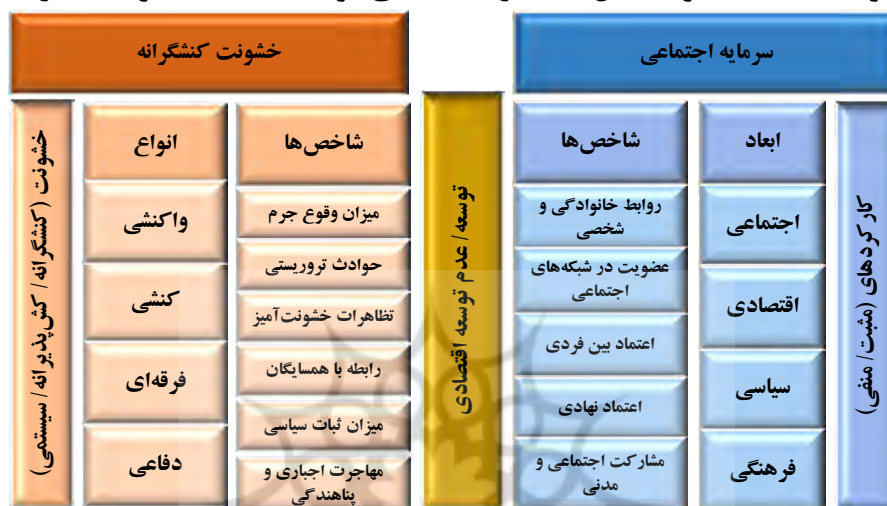 سرمایه اجتماعی
کارکردهای (مثبت/ منفی)
ابعاد
اجتماعی
اقتصادی
سیاسی
فرهنگی
شاخص‌ها
روابط خانوادگی و
شخصی
عضویت در شبکه‌های
اجتماعی
اعتماد بین فردی
اعتماد نهادی
مشارکت اجتماعی و
مدنی
توسعه/ عدم توسعه اقتصادی
خشونت کنشگرانه
شاخص‌ها
میزان وقوع جرم
حوادث تروریستی
تظاهرات خشونت‌آمیز
رابطه با همسایگان
میزان ثبات سیاسی
مهاجرت اجباری و
پناهندگی
انواع
واکنشی
کنشی
فرقه‌ای
دفاعی
خشونت (کنشگرانه/ کنش‌پذیرانه/ سیستمی)